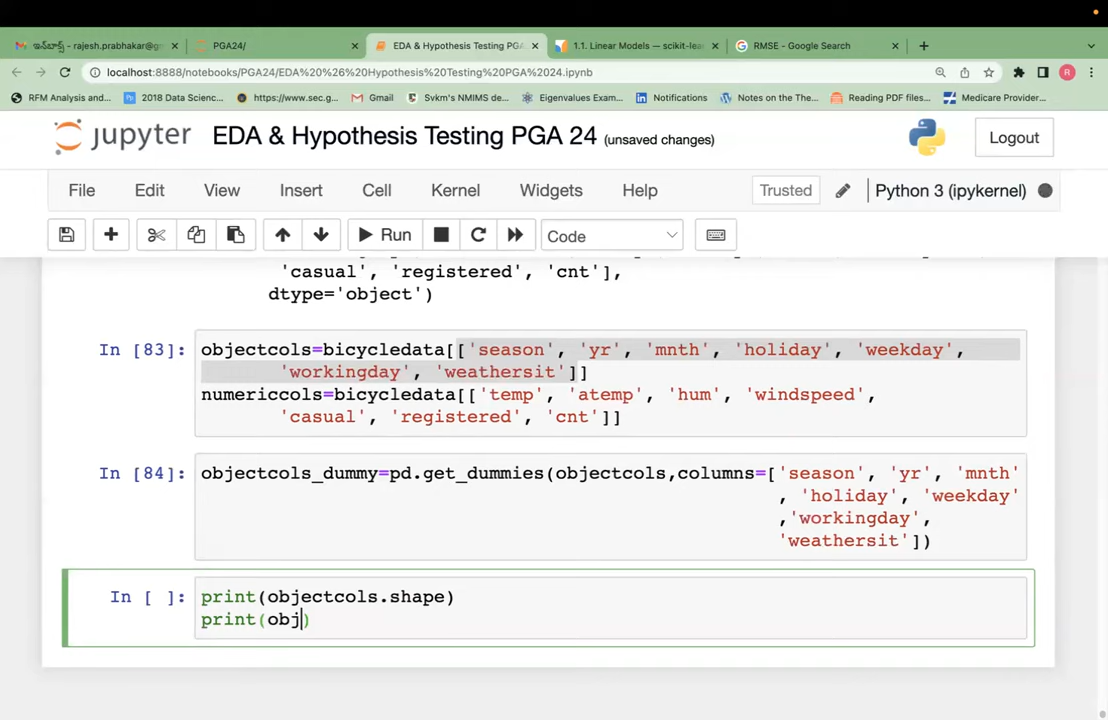 ఇన్‌బాక్స్ - rajesh.prabhakar@g
PGA24/
EDA & Hypothesis Testing PGA
1.1. Linear Models — scikit-lea
RMSE - Google Search
localhost:8888/notebooks/PGA24/EDA%20%26%20Hypothesis%20Testing%20PGA%2024.ipynb
R
RFM Analysis and...
2018 Data Scienc...
https://www.sec.g...
Gmail
Svkm's NMIMS de...
Eigenvalues Exam...
Notifications
Notes on the The...
Reading PDF files...
Medicare Provider...
jupyter EDA & Hypothesis Testing PGA 24 (unsaved changes)
Logout
File Edit View Insert Cell Kernel Widgets Help
Trusted
Python 3 (ipykernel)
Run
Code
'casual', 'registered', 'cnt'],
dtype='object')
In [83]: objectcols=bicycledata[['season', 'yr', 'mnth', 'holiday', 'weekday',
'workingday', 'weathersit']]
numericcols=bicycledata[['temp', 'atemp', 'hum', 'windspeed',
'casual', 'registered', 'cnt']]
In [84]: objectcols_dummy=pd.get_dummies(objectcols,columns=['season', 'yr', 'mnth'
, 'holiday', 'weekday'
,'workingday',
'weathersit'])
In [ ]: print(objectcols.shape)
print(obj)